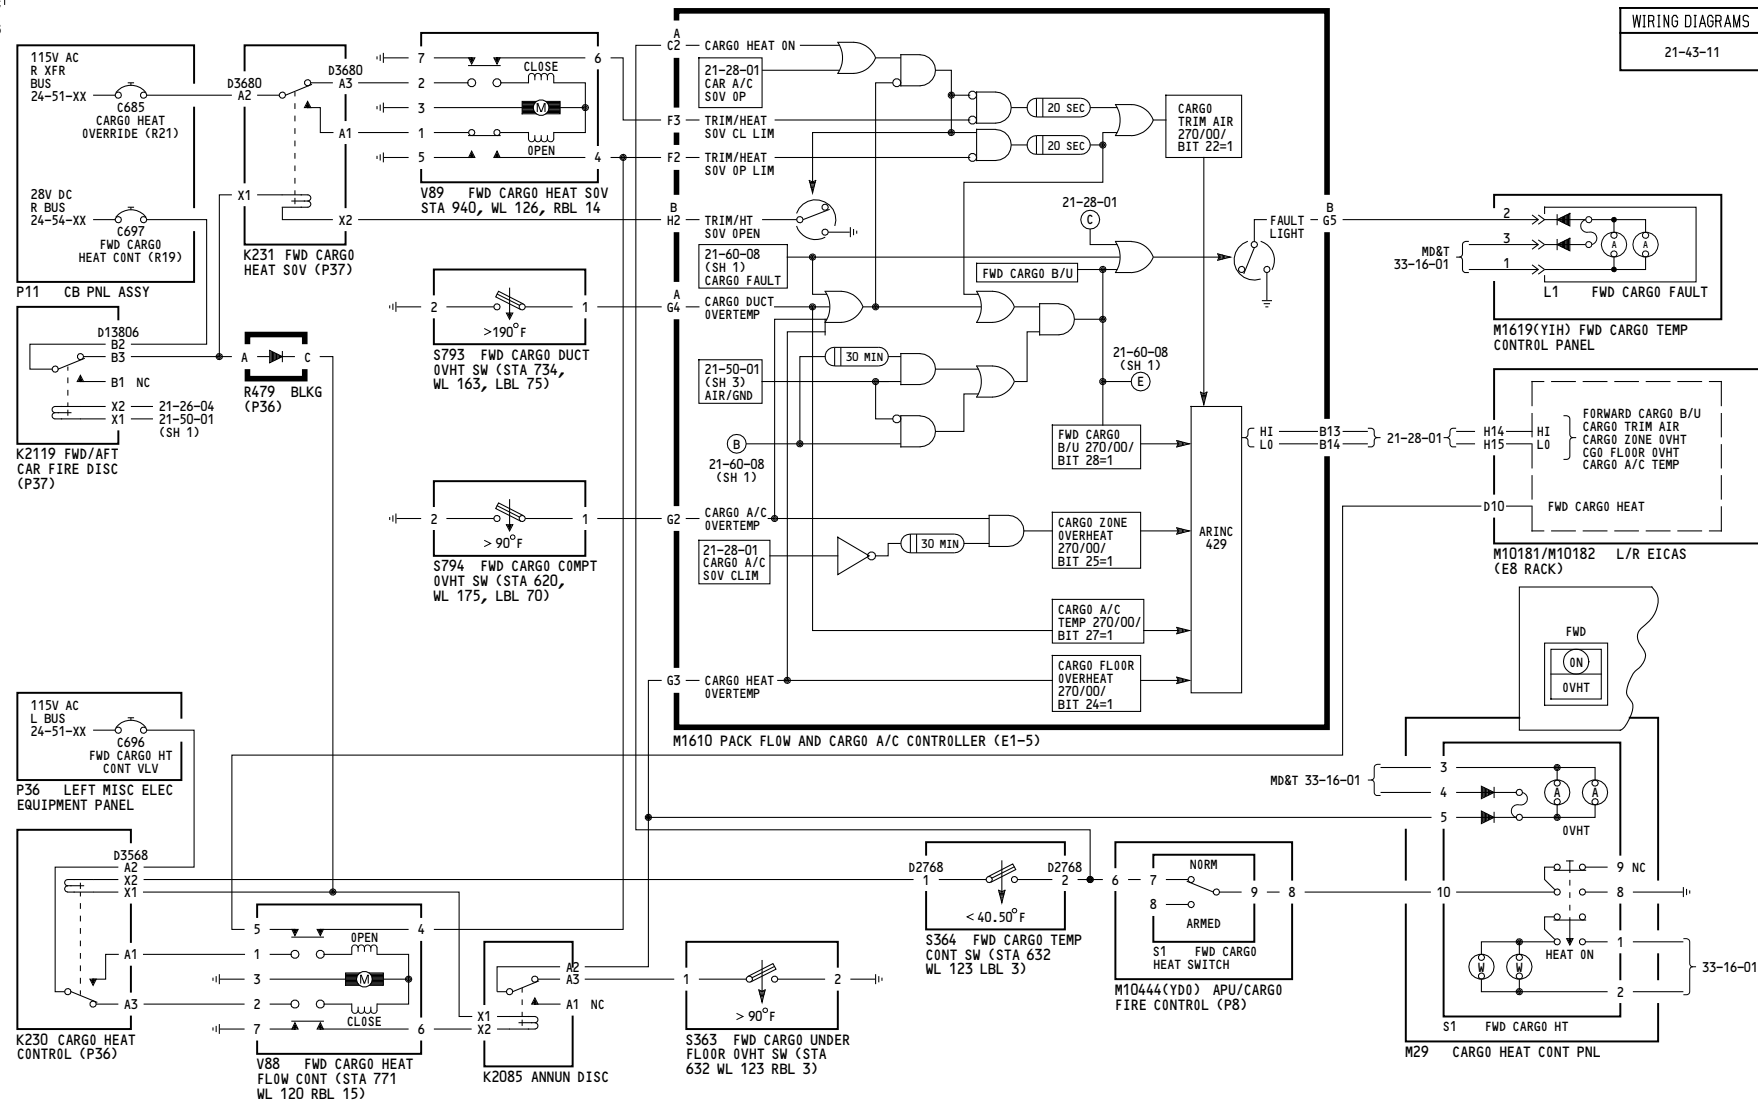 WIRING DIAGRAMS
21-43-11
115V AC
R XFR
BUS
24-51-XX
C685
CARGO HEAT
OVERRIDE (R21)
28V DC
R BUS
24-54-XX
C697
FWD CARGO
HEAT CONT (R19)
P11 CB PNL ASSY
D3680
A2
D3680
A3
A1
X1
X2
K231 FWD CARGO
HEAT SOV (P37)
7
2
3
1
5
CLOSE
M
OPEN
6
4
V89 FWD CARGO HEAT SOV
STA 940, WL 126, RBL 14
D13806
B2
B3
B1 NC
X2 21-26-04
X1 21-50-01
(SH 1)
K2119 FWD/AFT
CAR FIRE DISC
(P37)
A C
R479 BLKG
(P36)
2 1
>190°F
S793 FWD CARGO DUCT
OVHT SW (STA 734,
WL 163, LBL 75)
2 1
> 90°F
S794 FWD CARGO COMPT
OVHT SW (STA 620,
WL 175, LBL 70)
A
C2 CARGO HEAT ON
21-28-01
CAR A/C
SOV OP
F3 TRIM/HEAT
SOV CL LIM
F2 TRIM/HEAT
SOV OP LIM
B
H2 TRIM/HT
SOV OPEN
21-60-08
(SH 1)
CARGO FAULT
A
G4 CARGO DUCT
OVERTEMP
30 MIN
21-50-01
(SH 3)
AIR/GND
B
21-60-08
(SH 1)
G2 CARGO A/C
OVERTEMP
21-28-01
CARGO A/C
SOV CLIM
30 MIN
G3 CARGO HEAT
OVERTEMP
20 SEC
20 SEC
CARGO
TRIM AIR
270/00/
BIT 22=1
21-28-01
C
FWD CARGO B/U
21-60-08
(SH 1)
E
FWD CARGO
B/U 270/00/
BIT 28=1
CARGO ZONE
OVERHEAT
270/00/
BIT 25=1
CARGO A/C
TEMP 270/00/
BIT 27=1
CARGO FLOOR
OVERHEAT
270/00/
BIT 24=1
ARINC
429
FAULT
LIGHT
B
G5
HI B13
LO B14
21-28-01
M1610 PACK FLOW AND CARGO A/C CONTROLLER (E1-5)
MD&T
33-16-01
2
3
1
A A
L1 FWD CARGO FAULT
M1619(YIH) FWD CARGO TEMP
CONTROL PANEL
H14 HI
H15 LO
FORWARD CARGO B/U
CARGO TRIM AIR
CARGO ZONE OVHT
CGO FLOOR OVHT
CARGO A/C TEMP
D10 FWD CARGO HEAT
M10181/M10182 L/R EICAS
(E8 RACK)
FWD
ON
OVHT
115V AC
L BUS
24-51-XX
C696
FWD CARGO HT
CONT VLV
P36 LEFT MISC ELEC
EQUIPMENT PANEL
D3568
A2
X2
X1
A1
A3
K230 CARGO HEAT
CONTROL (P36)
5
1
3
2
7
OPEN
M
CLOSE
4
6
V88 FWD CARGO HEAT
FLOW CONT (STA 771
WL 120 RBL 15)
A2
A3
A1 NC
X1
X2
K2085 ANNUN DISC
1 2
> 90°F
S363 FWD CARGO UNDER
FLOOR OVHT SW (STA
632 WL 123 RBL 3)
D2768
1
D2768
2
< 40.50°F
S364 FWD CARGO TEMP
CONT SW (STA 632
WL 123 LBL 3)
6
NORM
7
8
9
8
ARMED
S1 FWD CARGO
HEAT SWITCH
M10444(YD0) APU/CARGO
FIRE CONTROL (P8)
MD&T 33-16-01
3
4
5
A A
OVHT
9 NC
10
8
HEAT ON
1
2
W W
33-16-01
S1 FWD CARGO HT
M29 CARGO HEAT CONT PNL